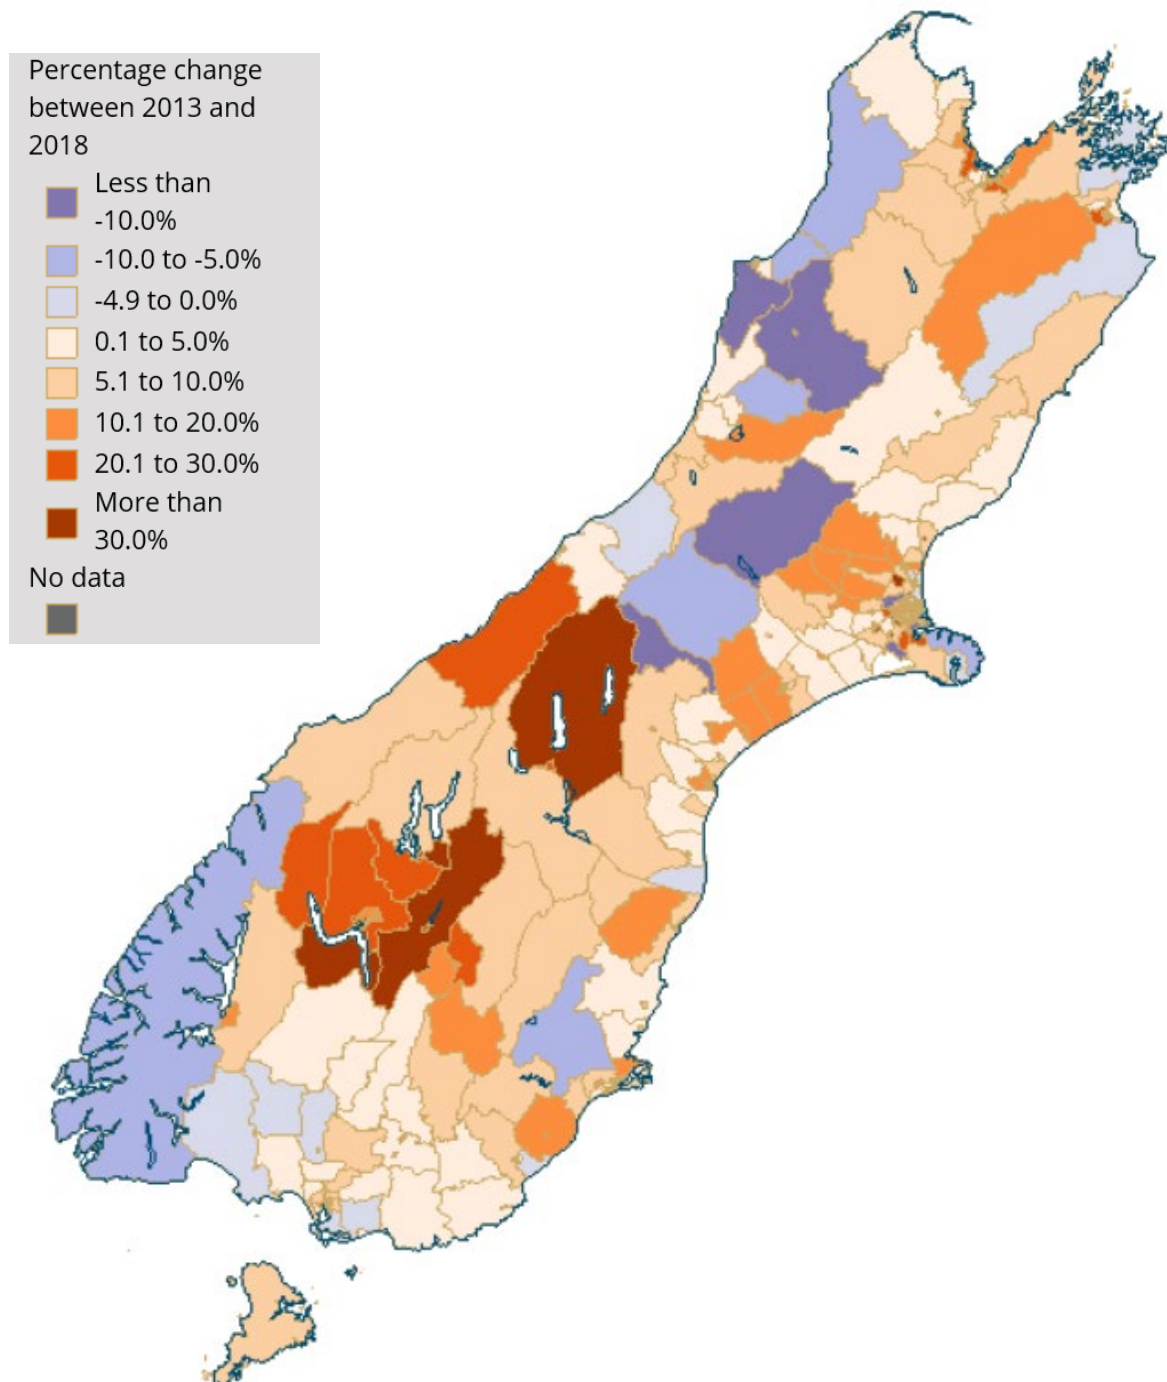 Percentage change
between 2013 and
2018
Less than
-10.0%
-10.0 to -5.0%
-4.9 to 0.0%
0.1 to 5.0%
5.1 to 10.0%
10.1 to 20.0%
20.1 to 30.0%
More than
30.0%
No data